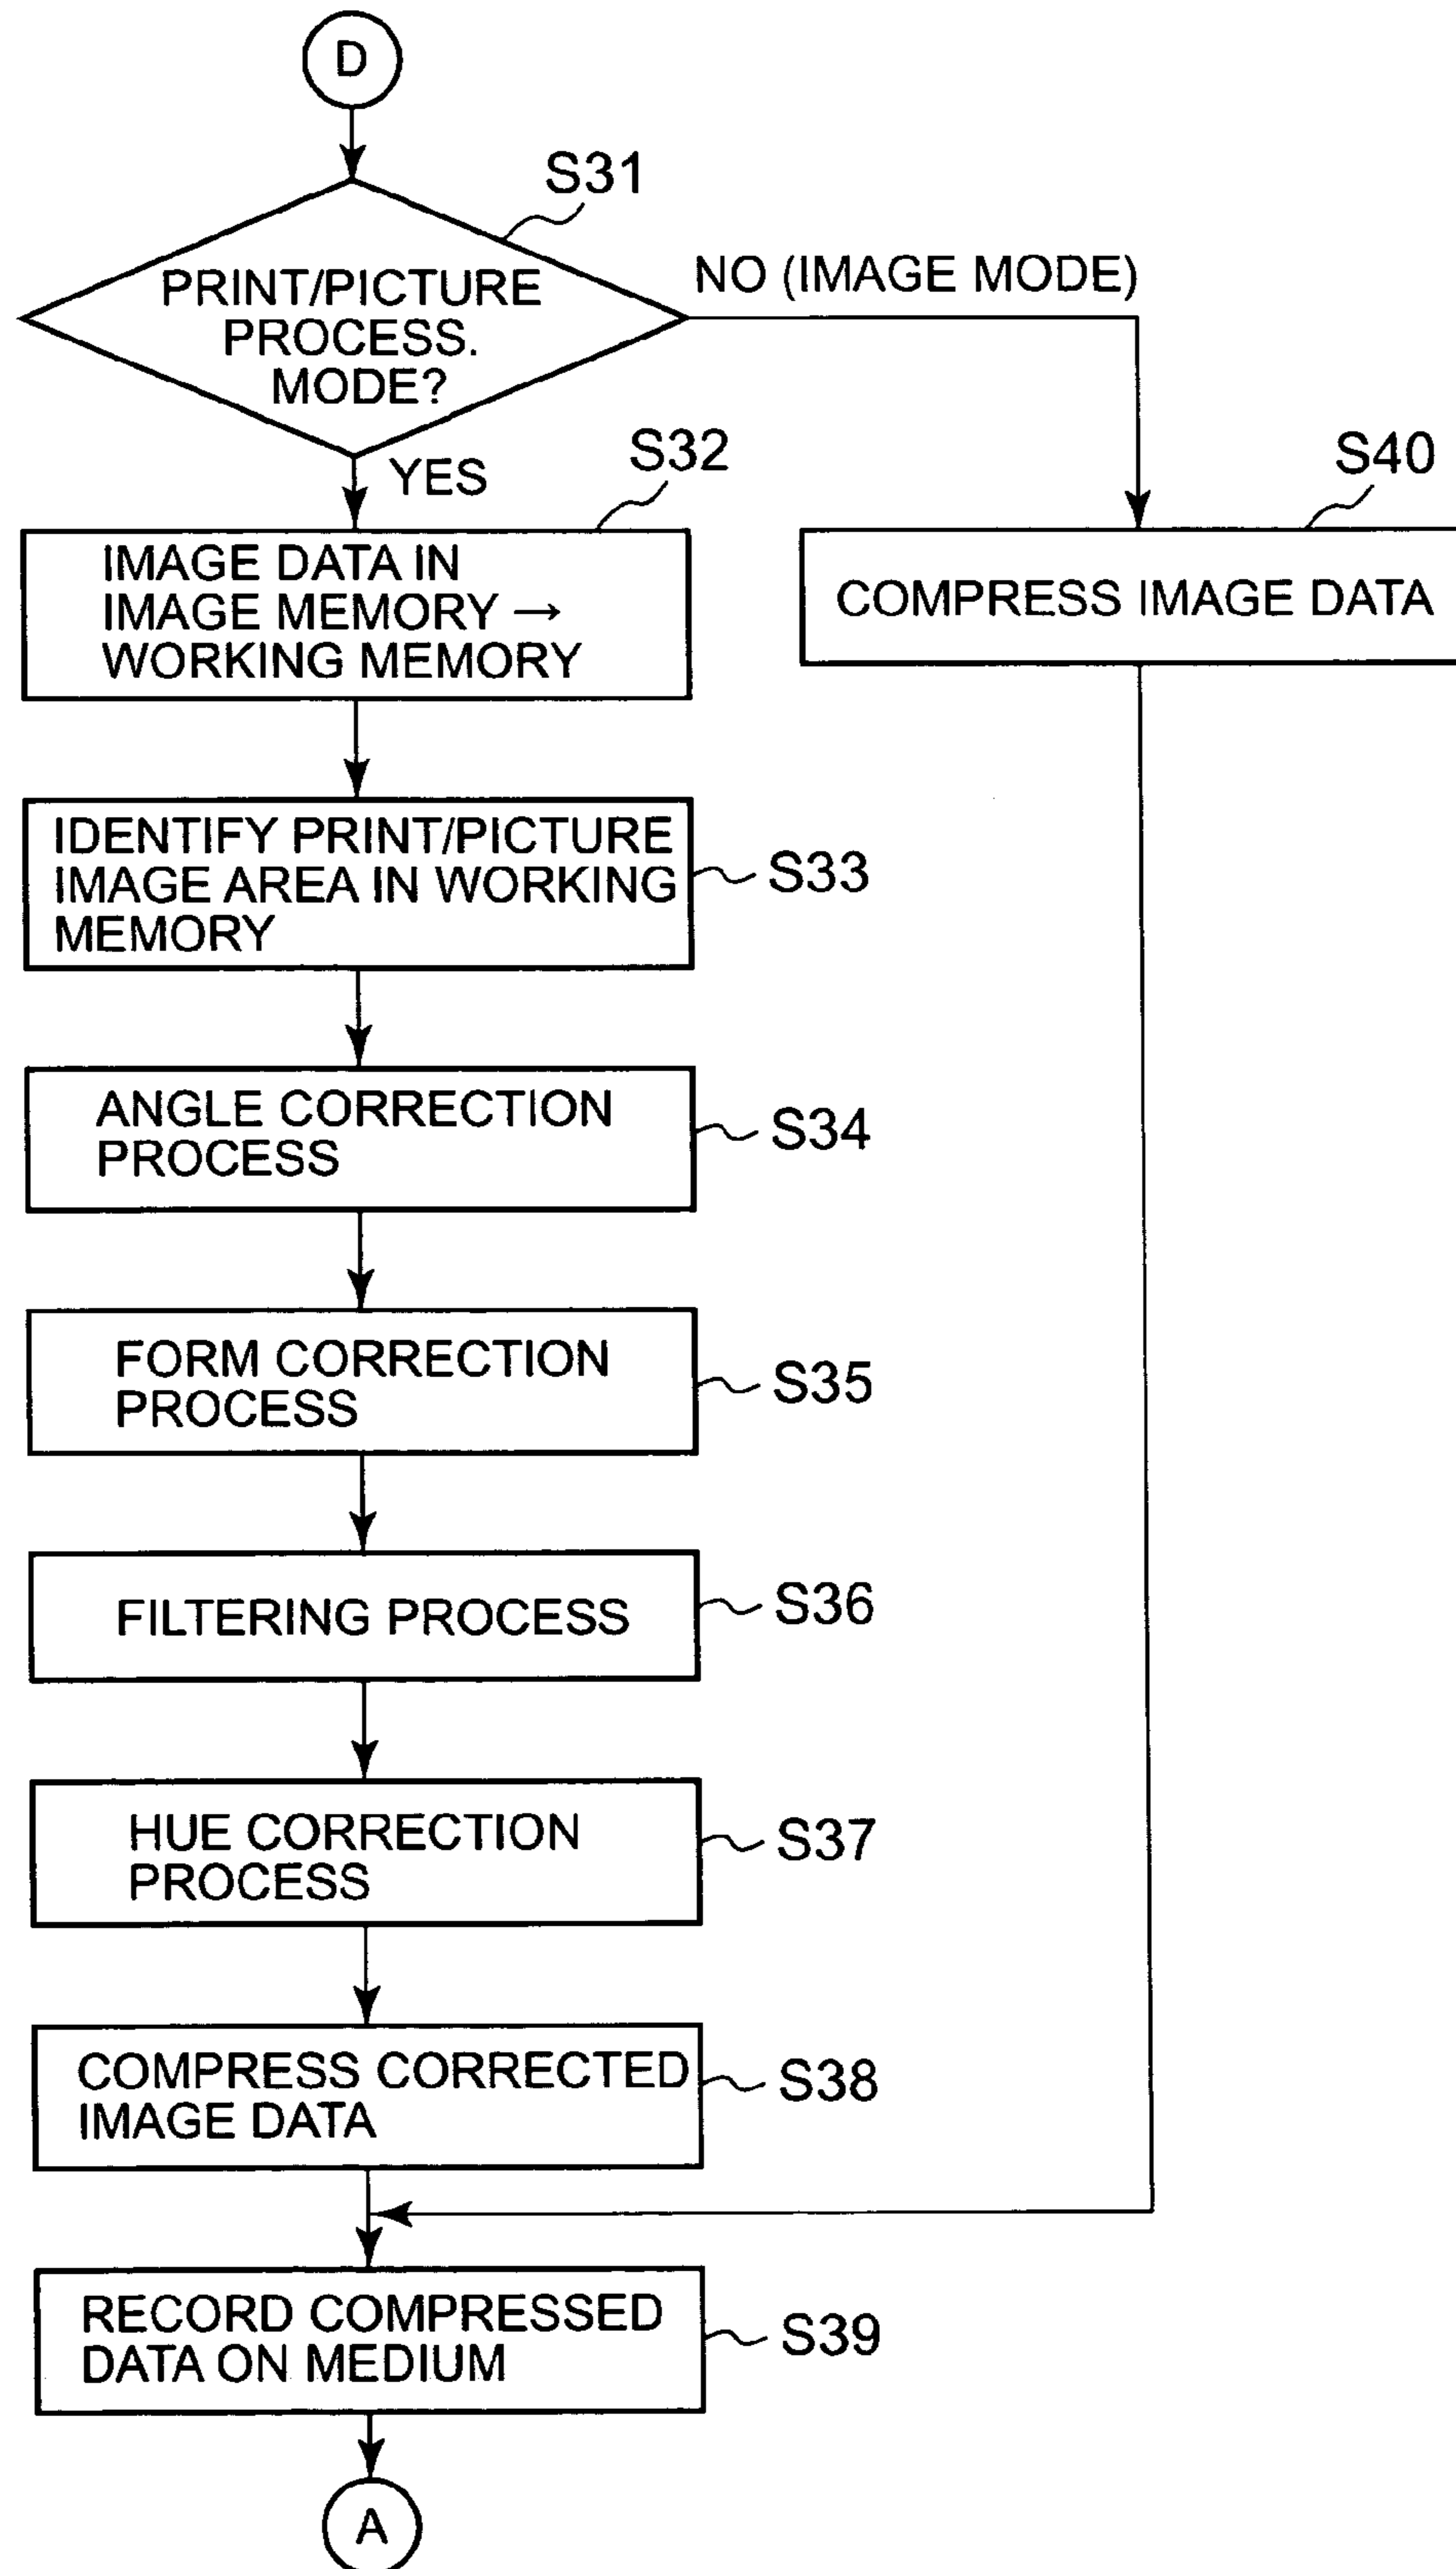 D
S31
PRINT/PICTURE
PROCESS.
MODE?
NO (IMAGE MODE)
YES
S32
IMAGE DATA IN
IMAGE MEMORY →
WORKING MEMORY
S40
COMPRESS IMAGE DATA
IDENTIFY PRINT/PICTURE
IMAGE AREA IN WORKING
MEMORY
S33
ANGLE CORRECTION
PROCESS
S34
FORM CORRECTION
PROCESS
S35
FILTERING PROCESS
S36
HUE CORRECTION
PROCESS
S37
COMPRESS CORRECTED
IMAGE DATA
S38
RECORD COMPRESSED
DATA ON MEDIUM
S39
A